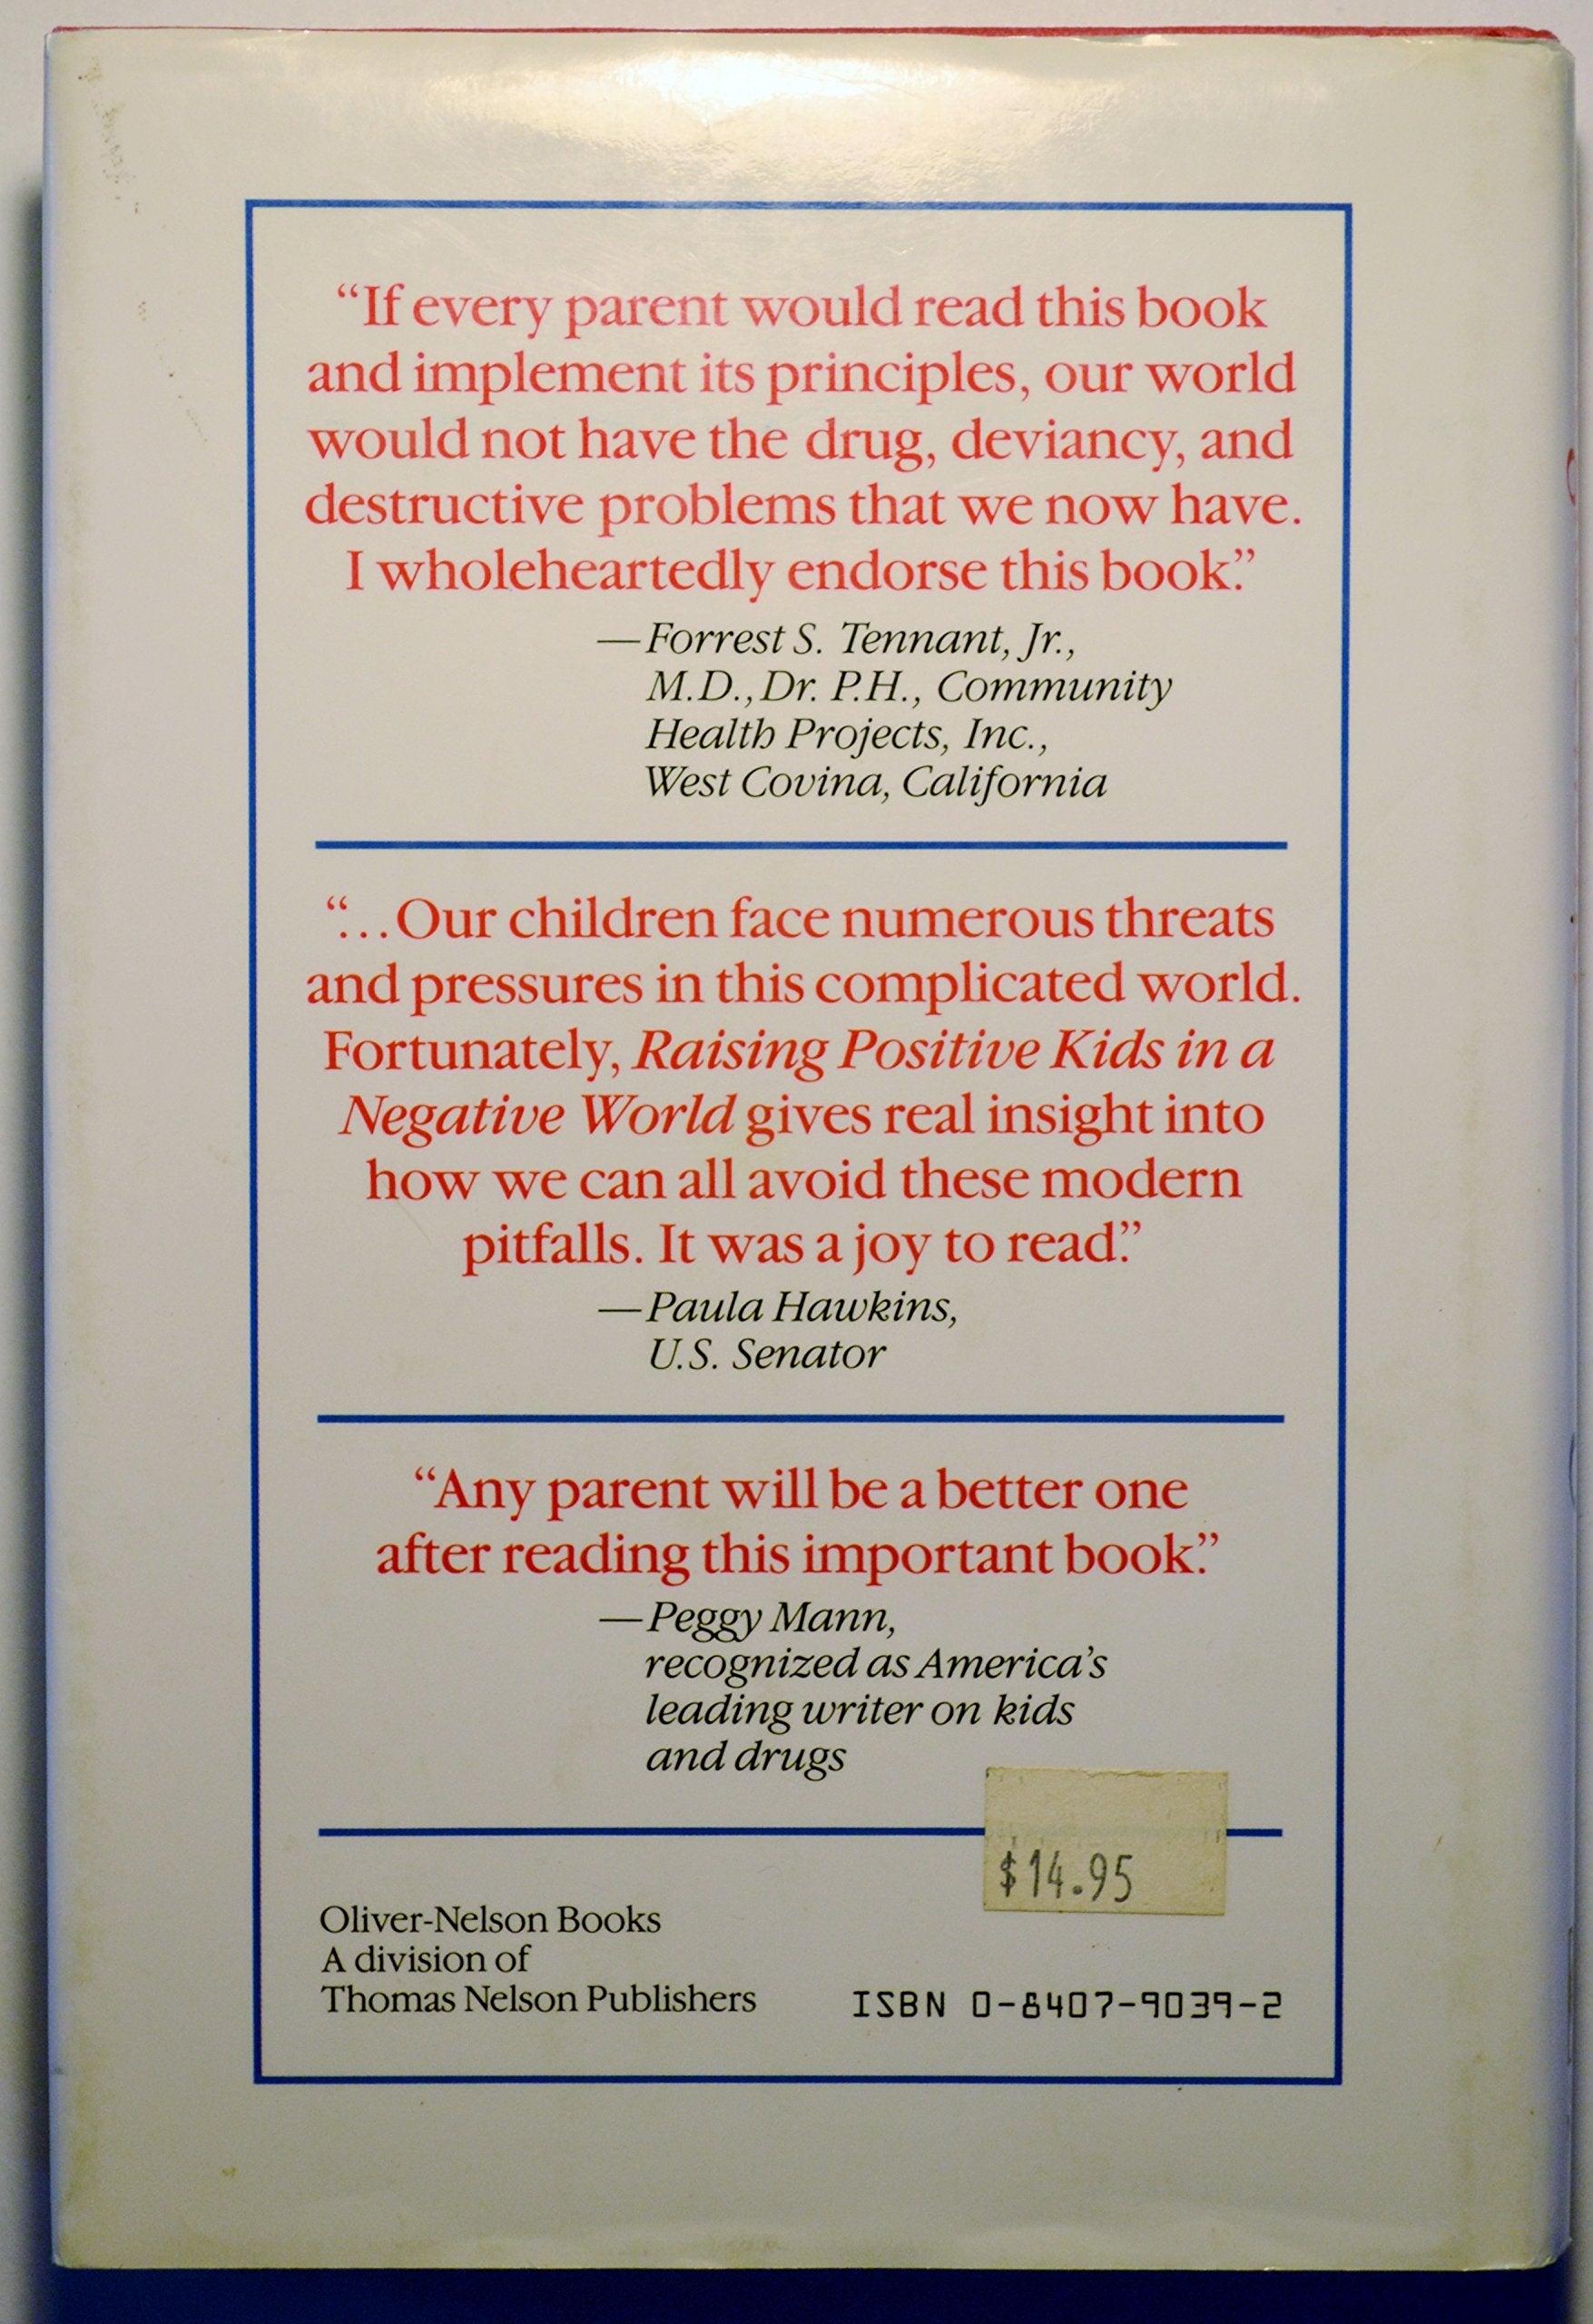 “If every parent would read this book
and implement its principles, our world
would not have the drug, deviancy, and
destructive problems that we now have.
I wholeheartedly endorse this book.”
—Forrest S. Tennant, Jr.,
M.D., Dr. P.H., Community
Health Projects, Inc.,
West Covina, California
“...Our children face numerous threats
and pressures in this complicated world.
Fortunately, Raising Positive Kids in a
Negative World gives real insight into
how we can all avoid these modern
pitfalls. It was a joy to read.”
—Paula Hawkins,
U.S. Senator
“Any parent will be a better one
after reading this important book.”
—Peggy Mann,
recognized as America’s
leading writer on kids
and drugs
$14.95
Oliver-Nelson Books
A division of
Thomas Nelson Publishers
ISBN 0-8407-9039-2